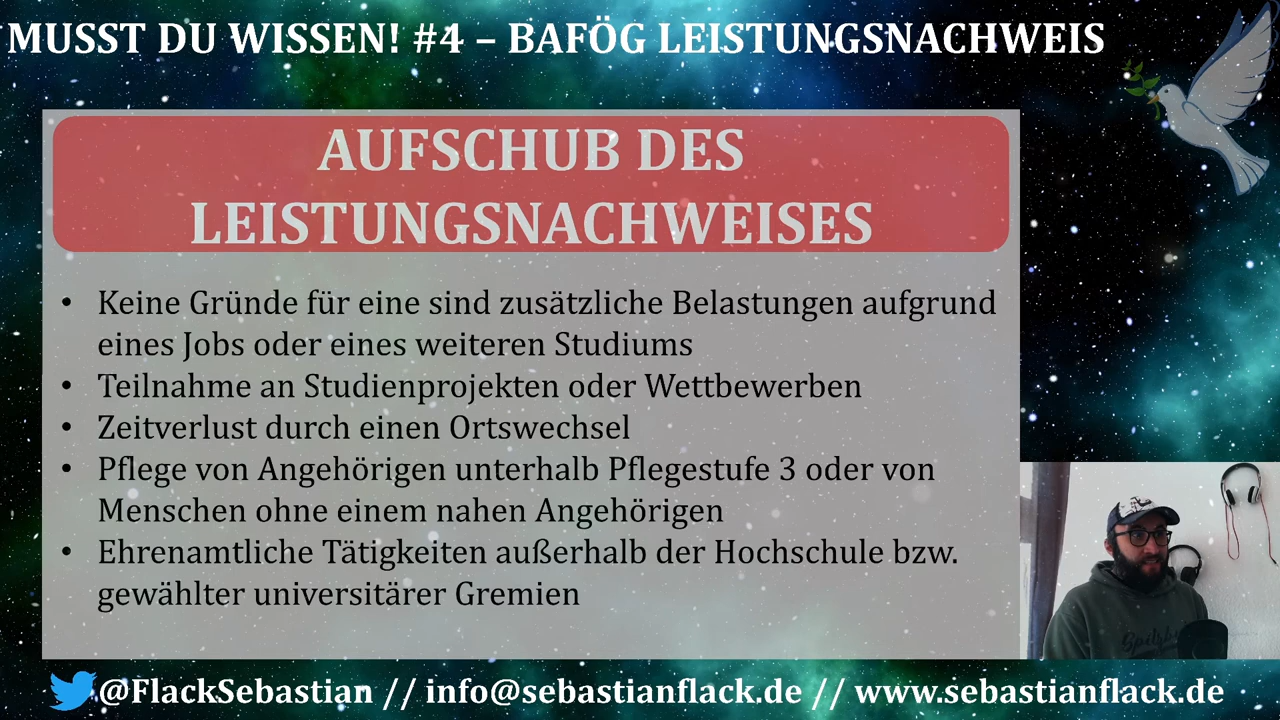 MUSST DU WISSEN! #4 – BAFÖG LEISTUNGSNACHWEIS
AUFSCHUB DES
LEISTUNGSNACHWEISES
• Keine Gründe für eine sind zusätzliche Belastungen aufgrund
eines Jobs oder eines weiteren Studiums
• Teilnahme an Studienprojekten oder Wettbewerben
• Zeitverlust durch einen Ortswechsel
• Pflege von Angehörigen unterhalb Pflegestufe 3 oder von
Menschen ohne einem nahen Angehörigen
• Ehrenamtliche Tätigkeiten außerhalb der Hochschule bzw.
gewählter universitärer Gremien
@FlackSebastian // info@sebastianflack.de // www.sebastianflack.de